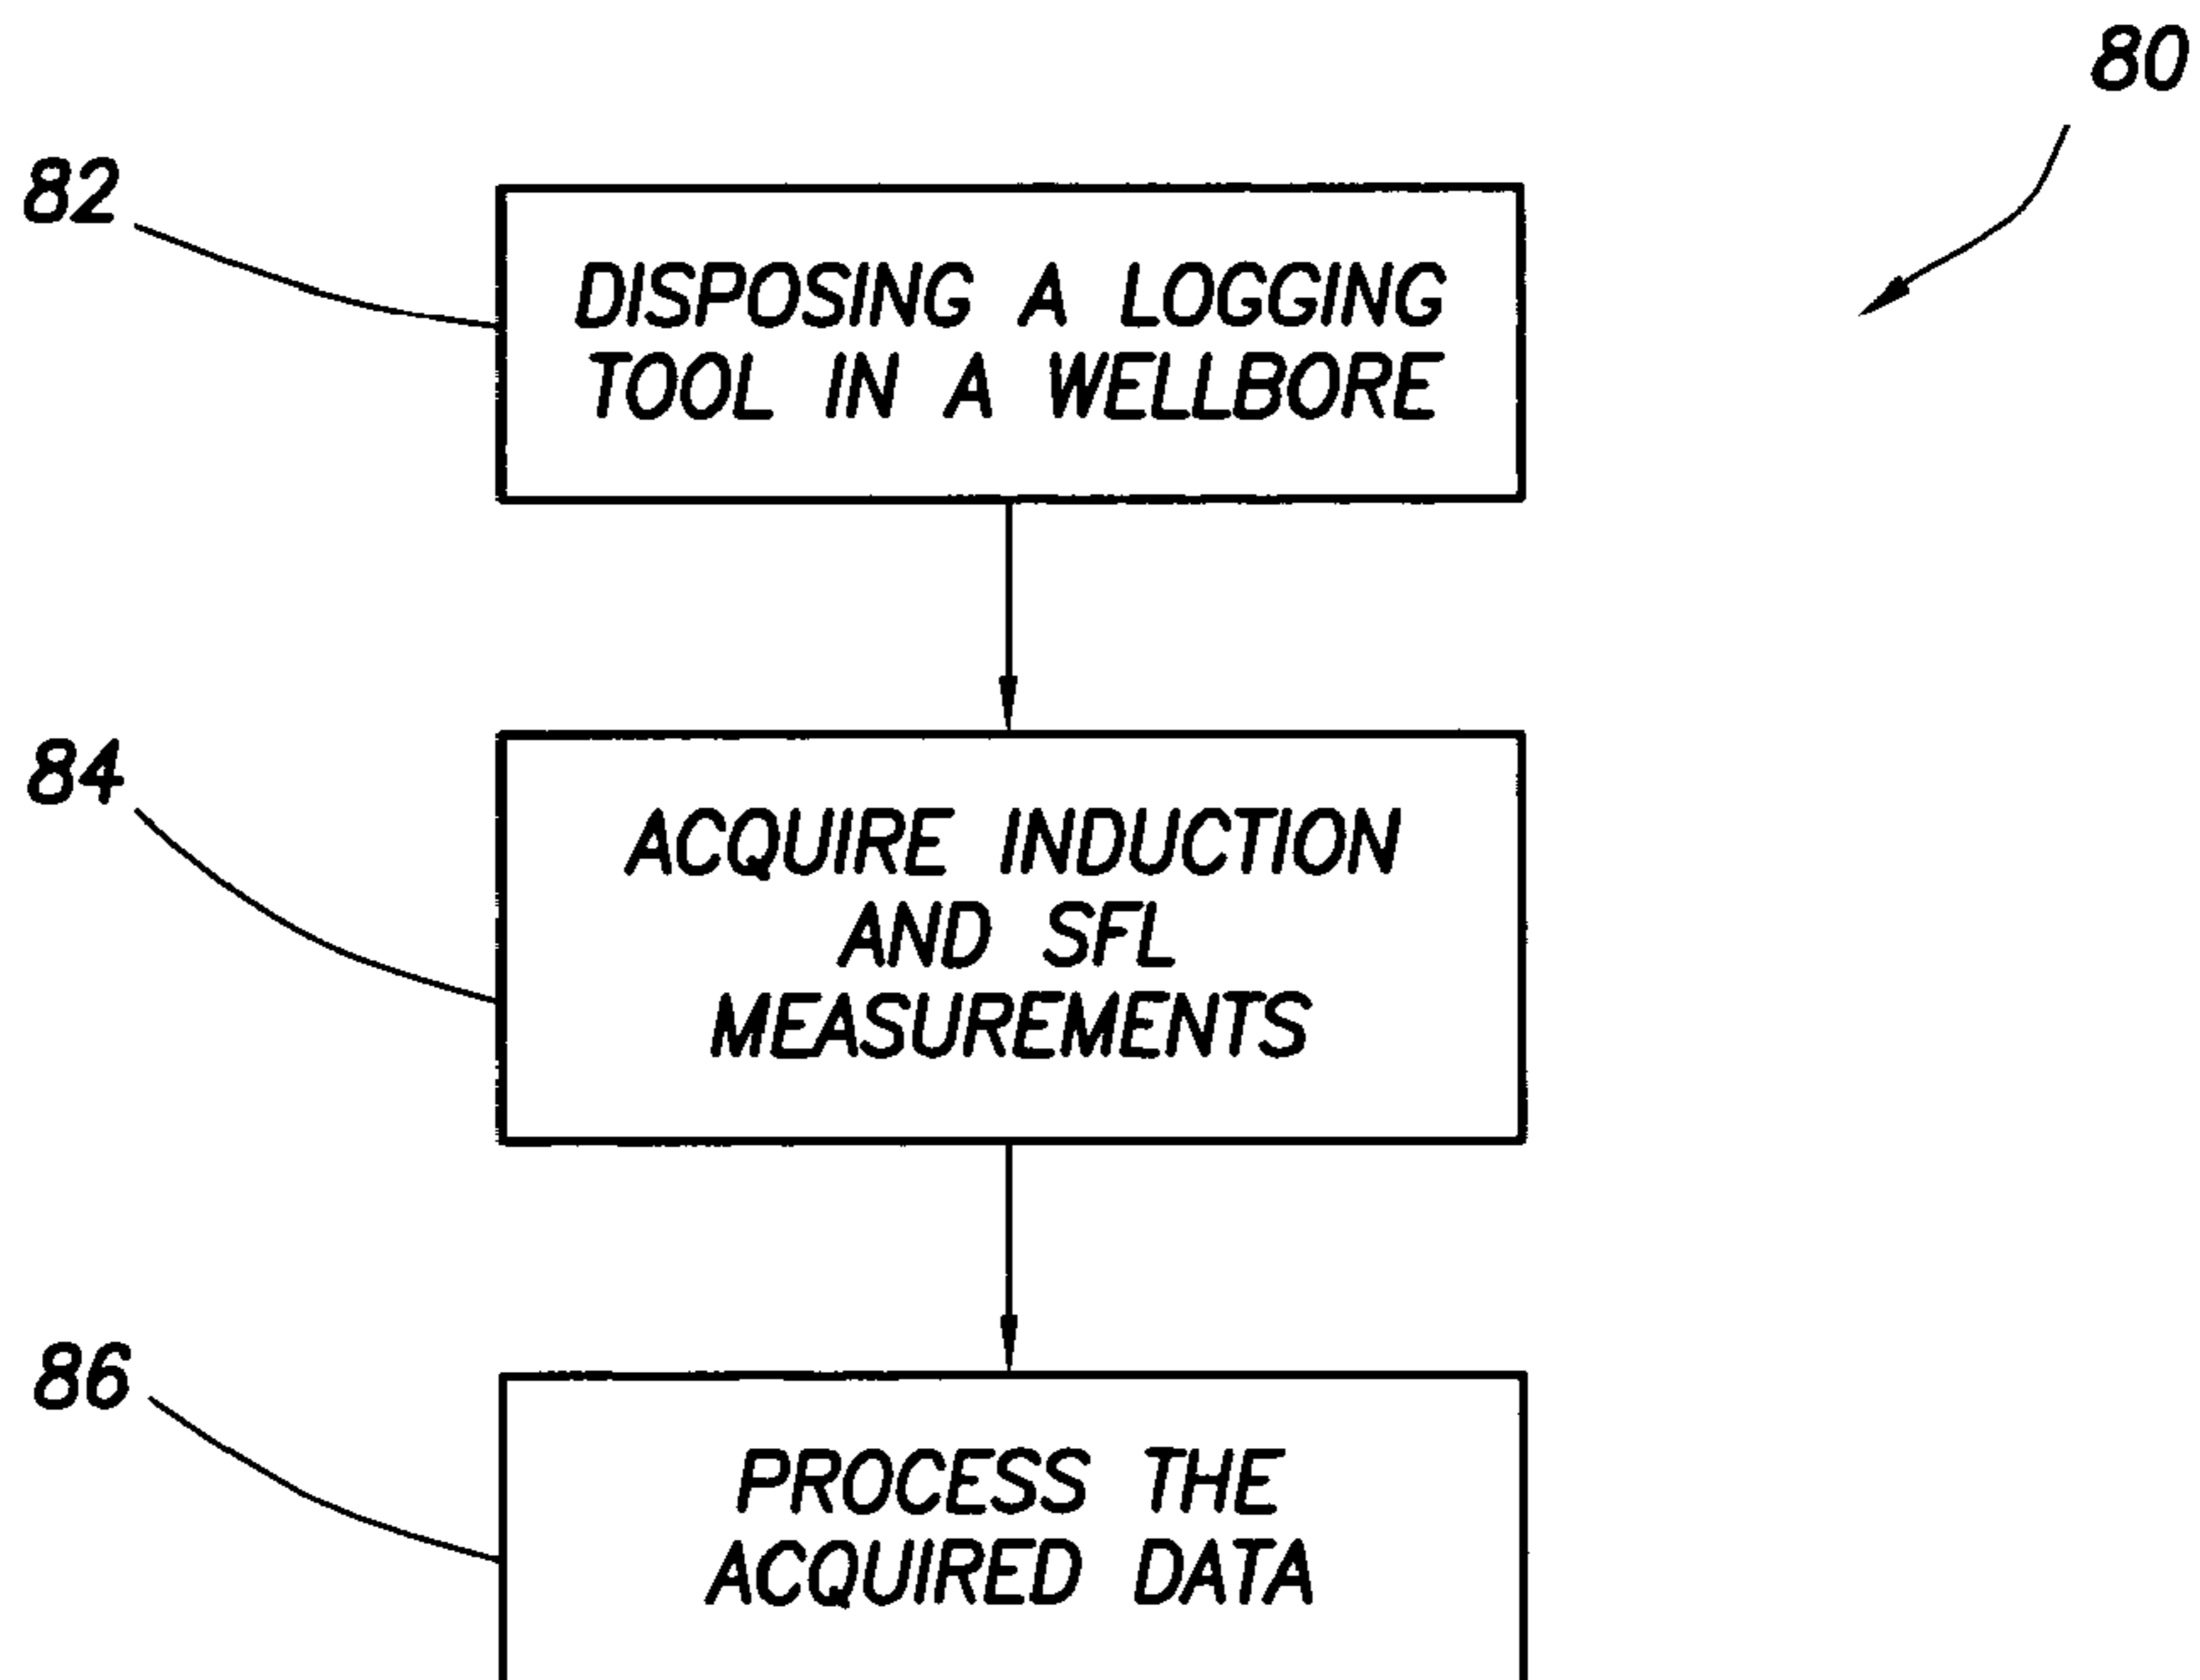 80
82
DISPOSING A LOGGING
TOOL IN A WELLBORE
84
ACQUIRE INDUCTION
AND SFL
MEASUREMENTS
86
PROCESS THE
ACQUIRED DATA